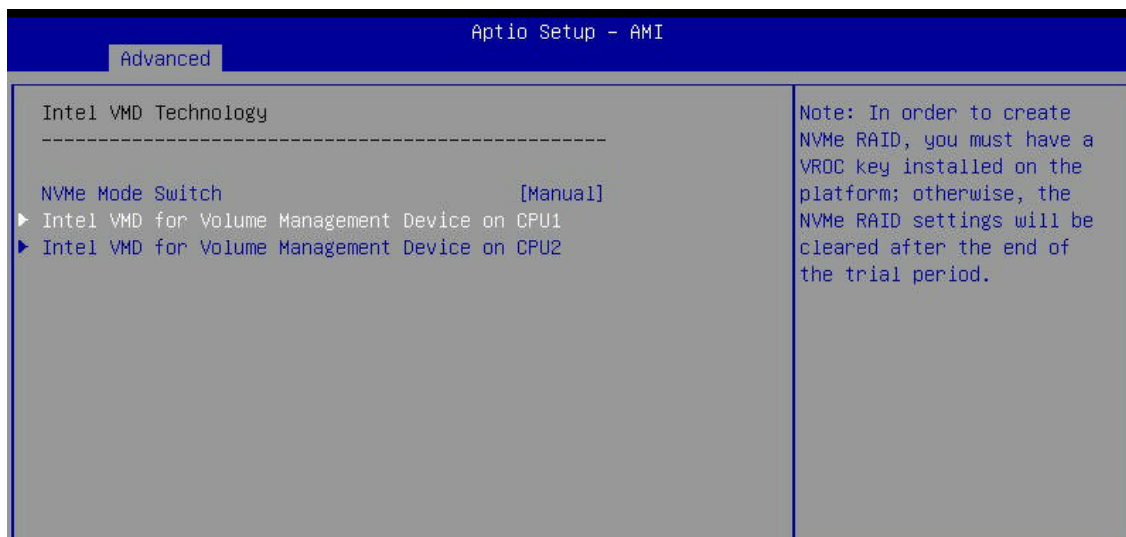 Aptio Setup – AMI
Advanced
Intel VMD Technology
--------------------------------------------------
NVMe Mode Switch [Manual]
Intel VMD for Volume Management Device on CPU1
Intel VMD for Volume Management Device on CPU2
Note: In order to create
NVMe RAID, you must have a
VROC key installed on the
platform; otherwise, the
NVMe RAID settings will be
cleared after the end of
the trial period.